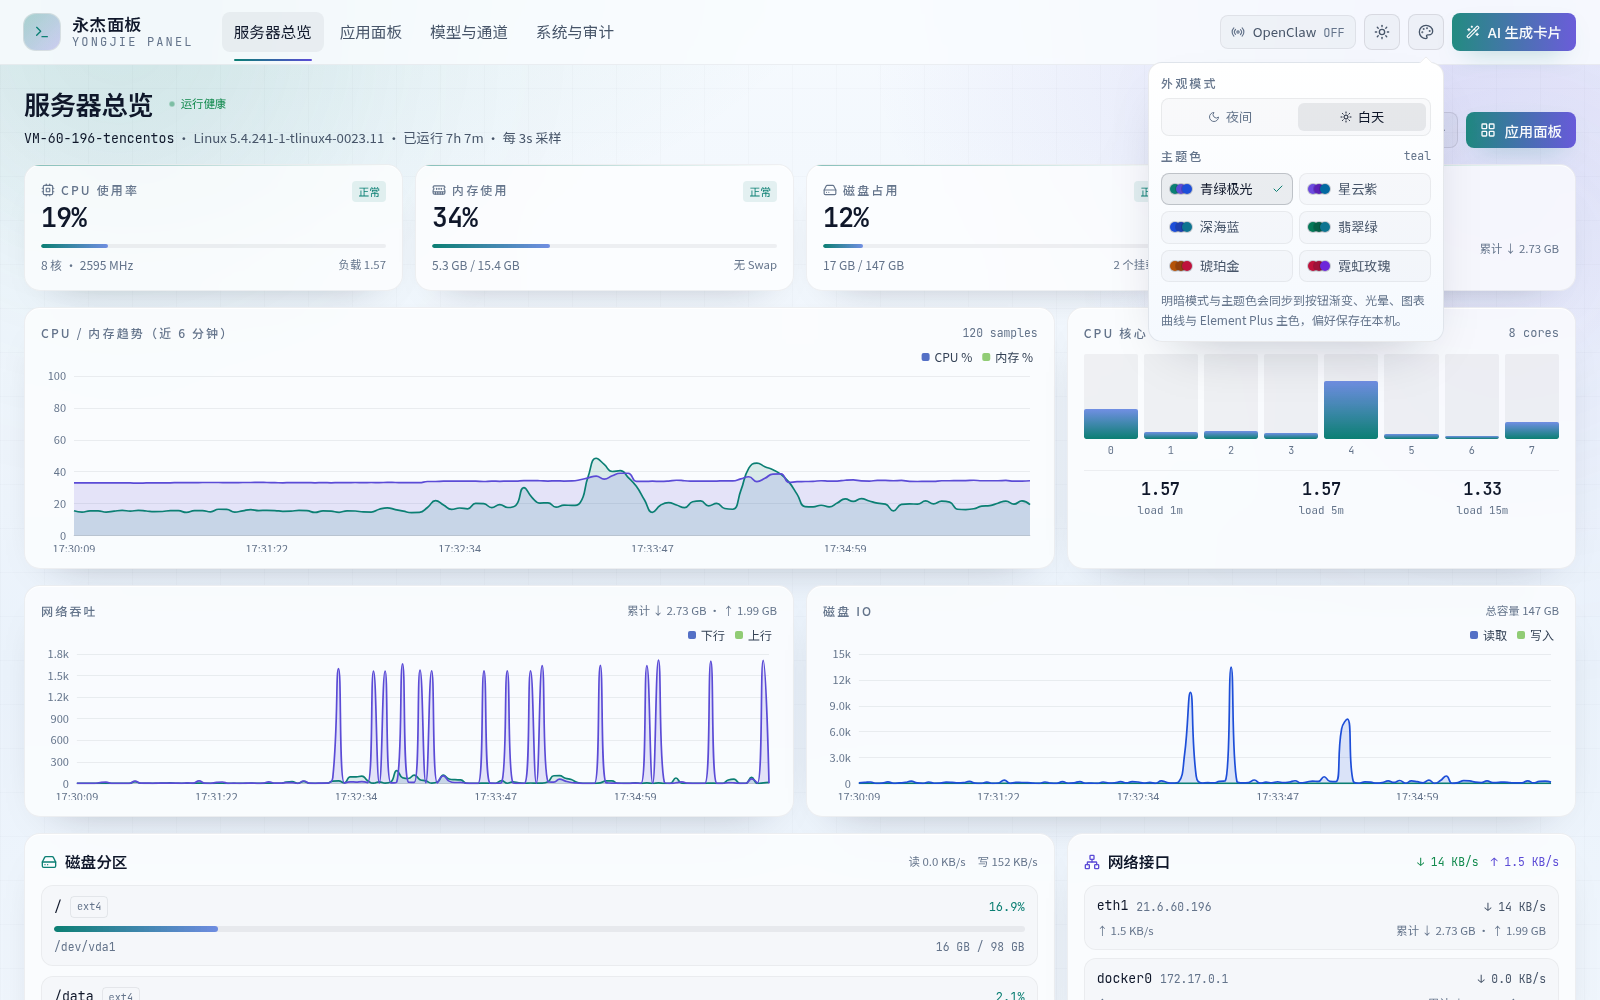 永杰面板
YONGJIE PANEL
服务器总览 应用面板 模型与通道 系统与审计
OpenClaw OFF
AI 生成卡片
服务器总览 运行健康
VM-60-196-tencentos • Linux 5.4.241-1-tlinux4-0023.11 • 已运行 7h 7m • 每 3s 采样
应用面板
外观模式
夜间 白天
主题色 teal
青绿极光 星云紫
深海蓝 翡翠绿
琥珀金 霓虹玫瑰
明暗模式与主题色会同步到按钮渐变、光晕、图表
曲线与 Element Plus 主色，偏好保存在本机。
CPU 使用率 正常
19%
8 核 • 2595 MHz 负载 1.57
内存使用 正常
34%
5.3 GB / 15.4 GB 无 Swap
磁盘占用
12%
17 GB / 147 GB 2 个挂
累计 ↓ 2.73 GB
CPU / 内存趋势（近 6 分钟） 120 samples
CPU % 内存 %
100
80
60
40
20
0
17:30:09 17:31:22 17:32:34 17:33:47 17:34:59
CPU 核心 8 cores
0 1 2 3 4 5 6 7
1.57 1.57 1.33
load 1m load 5m load 15m
网络吞吐 累计 ↓ 2.73 GB • ↑ 1.99 GB
下行 上行
1.8k
1.5k
1.2k
900
600
300
0
17:30:09 17:31:22 17:32:34 17:33:47 17:34:59
磁盘 IO 总容量 147 GB
读取 写入
15k
12k
9.0k
6.0k
3.0k
0
17:30:09 17:31:22 17:32:34 17:33:47 17:34:59
磁盘分区 读 0.0 KB/s 写 152 KB/s
/ ext4 16.9%
/dev/vda1 16 GB / 98 GB
/data ext4 2.1%
网络接口 ↓ 14 KB/s ↑ 1.5 KB/s
eth1 21.6.60.196 ↓ 14 KB/s
↑ 1.5 KB/s 累计 ↓ 2.73 GB • ↑ 1.99 GB
docker0 172.17.0.1 ↓ 0.0 KB/s